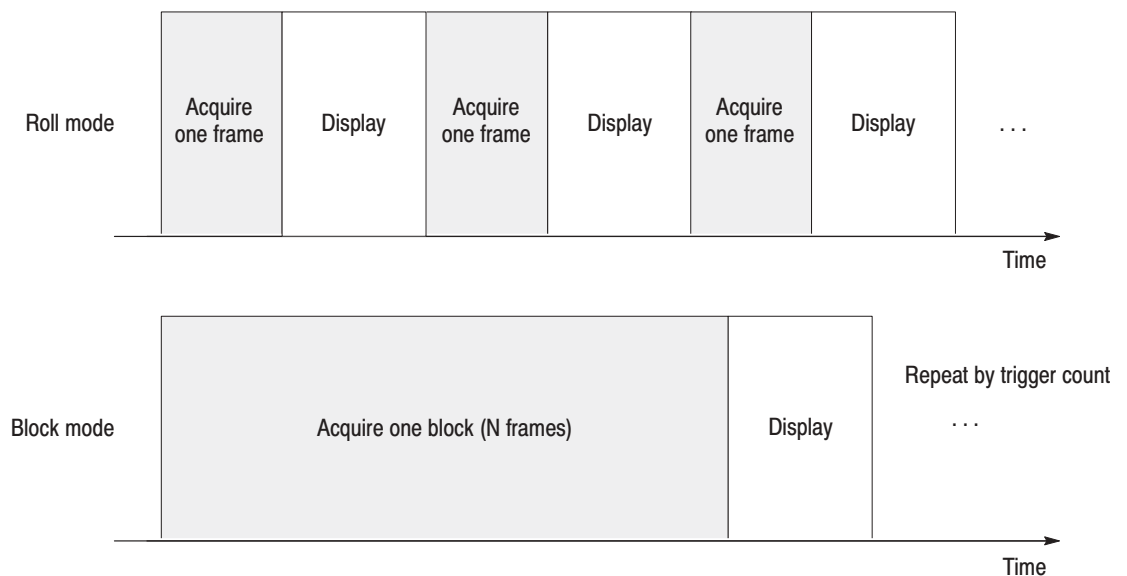 Roll mode
Acquire
one frame
Display
Acquire
one frame
Display
Acquire
one frame
Display
. . .
Time
Block mode
Acquire one block (N frames)
Display
Repeat by trigger count
. . .
Time